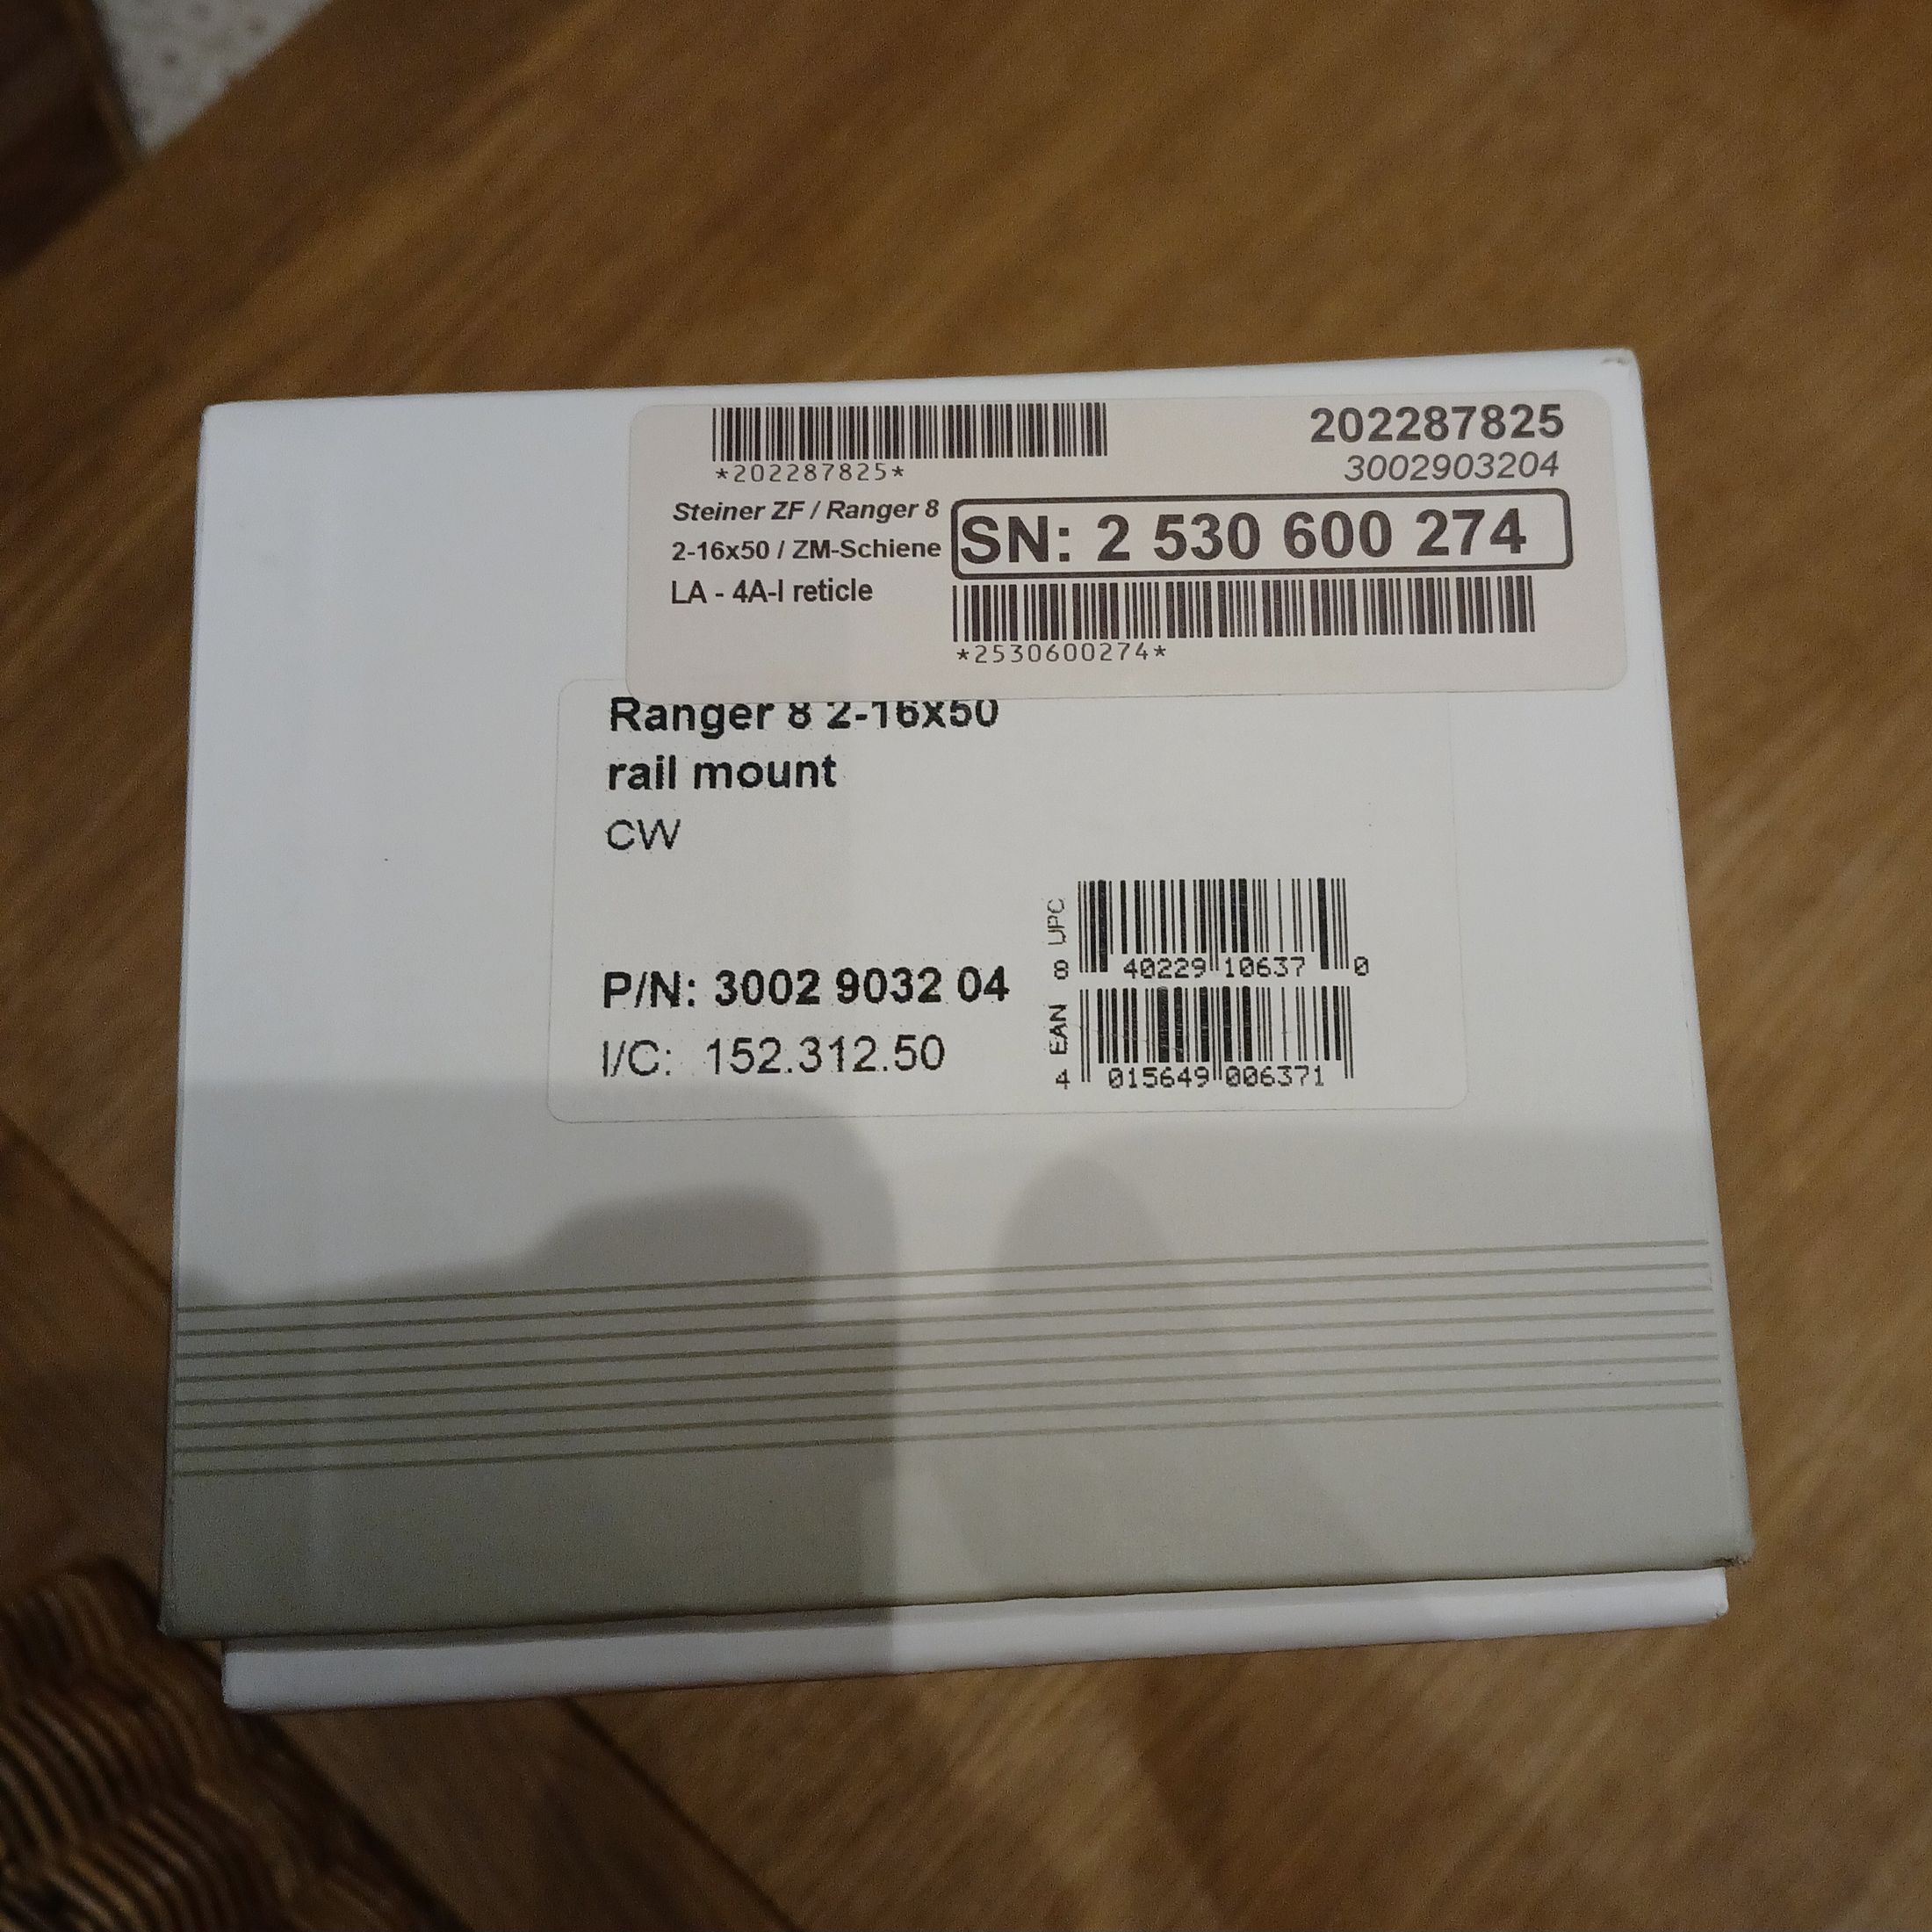 *202287825*
202287825
3002903204
Steiner ZF / Ranger 8
2-16x50 / ZM-Schiene
LA - 4A-I reticle
SN: 2 530 600 274
*2530600274*
Ranger 8 2-16x50
rail mount
CW
P/N: 3002 9032 04
I/C: 152.312.50
UPC
8 40229 10637 0
EAN
4 015649 006371